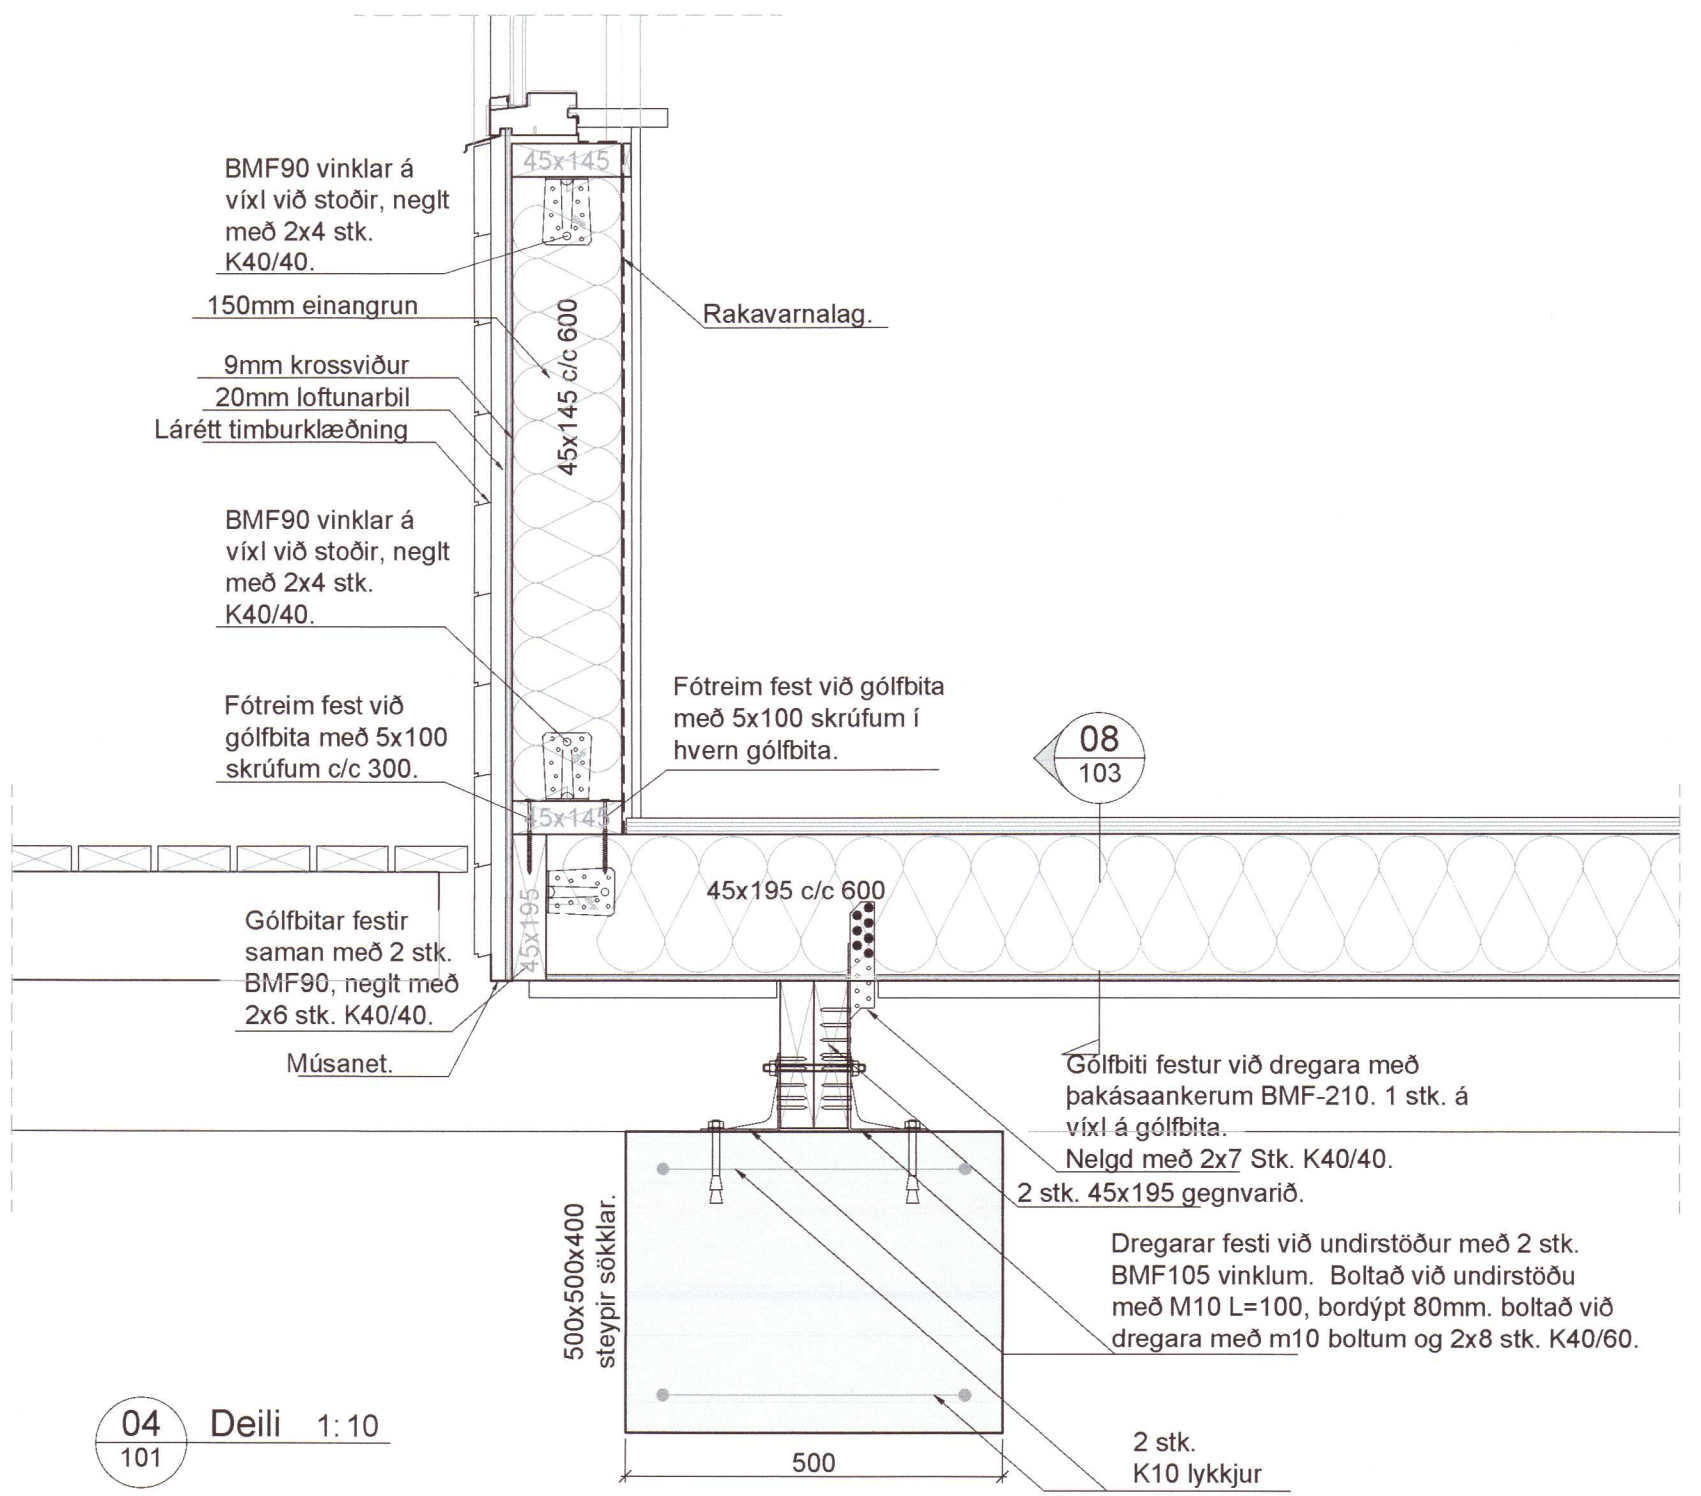 45x145
BMF90 vinklar á
víxl við stoðir, neglt
með 2x4 stk.
K40/40.
150mm einangrun
Rakavarnalag.
45x145 c/c 600
9mm krossviður
20mm loftunarbil
Lárétt timburklæðning
BMF90 vinklar á
víxl við stoðir, neglt
með 2x4 stk.
K40/40.
Fótreim fest við
gólfbita með 5x100
skrúfum c/c 300.
Fótreim fest við gólfbita
með 5x100 skrúfum í
hvern gólfbita.
08
103
45x145
45x195 c/c 600
45x195
Gólfbitar festir
saman með 2 stk.
BMF90, neglt með
2x6 stk. K40/40.
Músanet.
Gólfbiti festur við dregara með
þakásaankerum BMF-210. 1 stk. á
víxl á gólfbita.
Nelgd með 2x7 Stk. K40/40.
2 stk. 45x195 gegnvarið.
500x500x400
steypir sökklar.
Dregarar festi við undirstöður með 2 stk.
BMF105 vinklum. Boltað við undirstöðu
með M10 L=100, bordýpt 80mm. boltað við
dregara með m10 boltum og 2x8 stk. K40/60.
04
101
Deili 1:10
500
2 stk.
K10 lykkjur